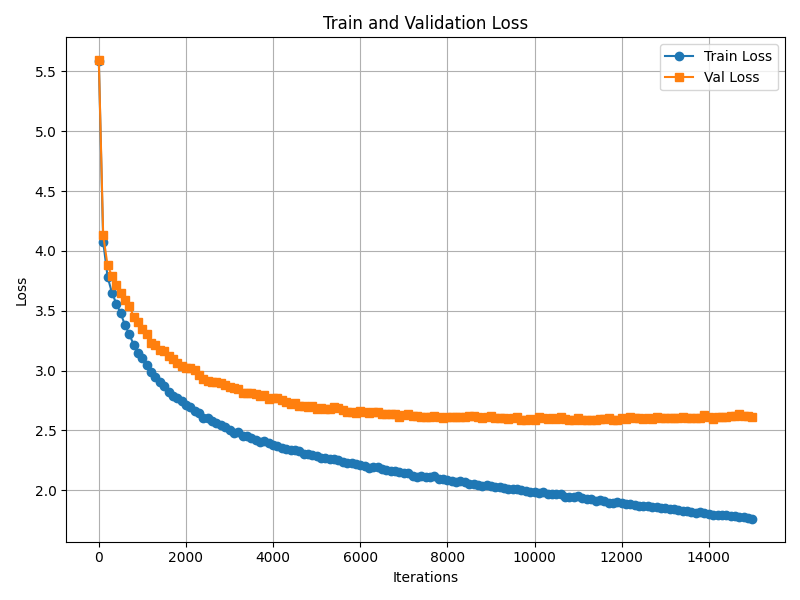 Train and Validation Loss
Train Loss
Val Loss
5.5
5.0
4.5
4.0
3.5
3.0
2.5
2.0
Loss
0 2000 4000 6000 8000 10000 12000 14000
Iterations